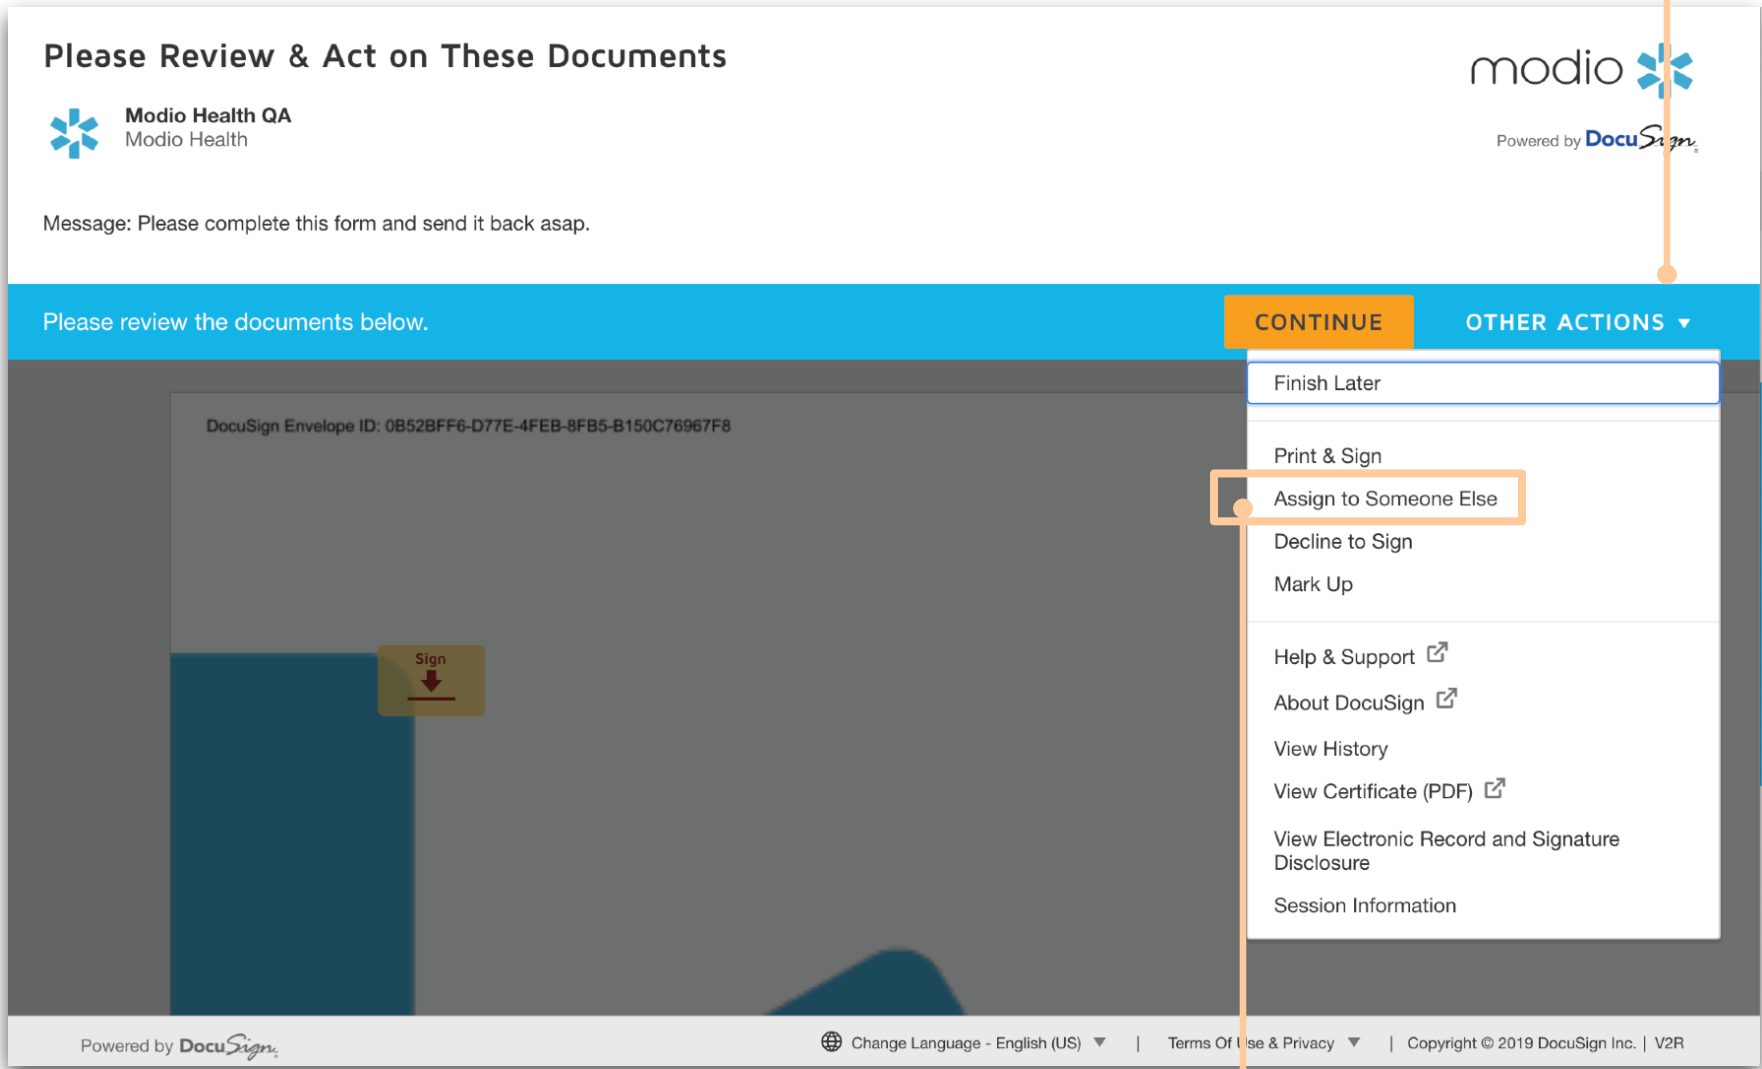 Please Review & Act on These Documents
modio
Modio Health QA
Modio Health
Powered by DocuSign
Message: Please complete this form and send it back asap.
Please review the documents below.
CONTINUE
OTHER ACTIONS
Finish Later
DocuSign Envelope ID: 0B52BFF6-D77E-4FEB-8FB5-B150C76967F8
Print & Sign
Assign to Someone Else
Decline to Sign
Mark Up
Help & Support
Sign
About DocuSign
View History
View Certificate (PDF)
View Electronic Record and Signature
Disclosure
Session Information
Powered by DocuSign
Change Language - English (US) | Terms Of Use & Privacy | Copyright © 2019 DocuSign Inc. | V2R